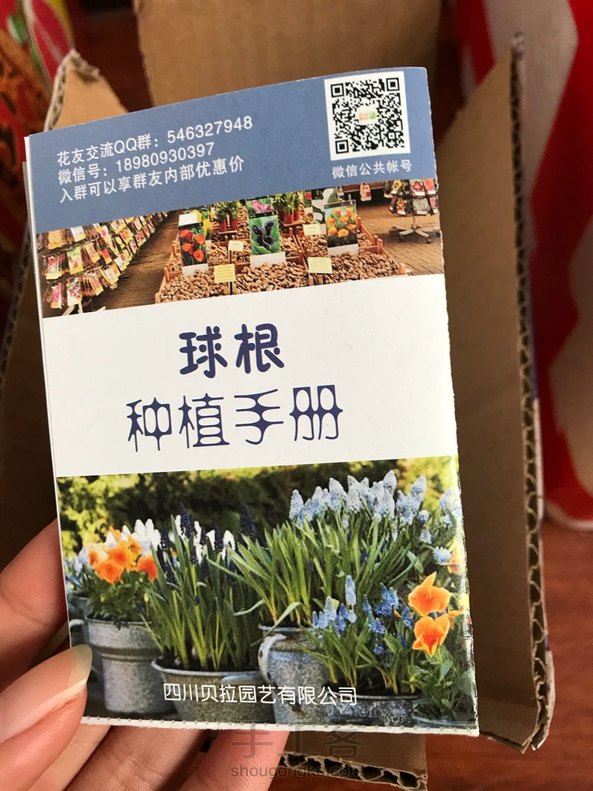 花友交流QQ群：546327948
微信号：18980930397
入群可以享群友内部优惠价
微信公共帐号
球根
种植手册
四川贝拉园艺有限公司
手工客
shougongke.com